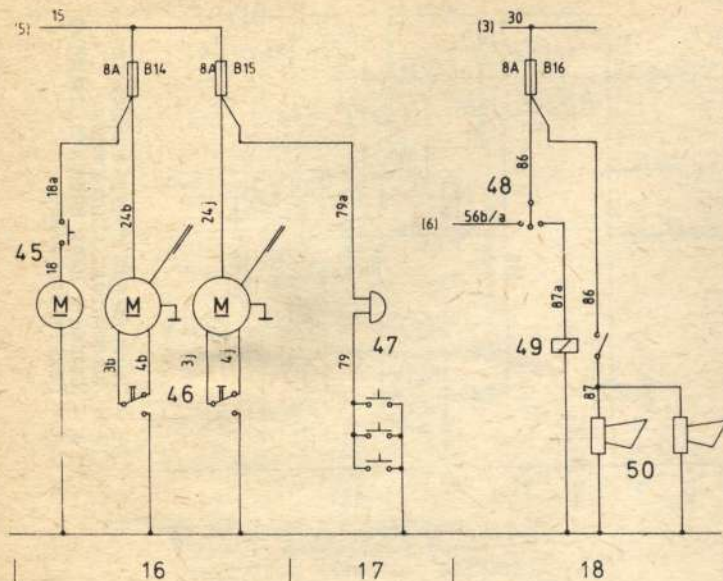 (5) 15 (3) 30
8A B14 8A B15 8A B16
18a 24b 24j 79a 86 48
(6) 56b/a
45 18 87a 86
M M M
47 49
3b 4b 46 3j 4j 79 87
50
16 17 18